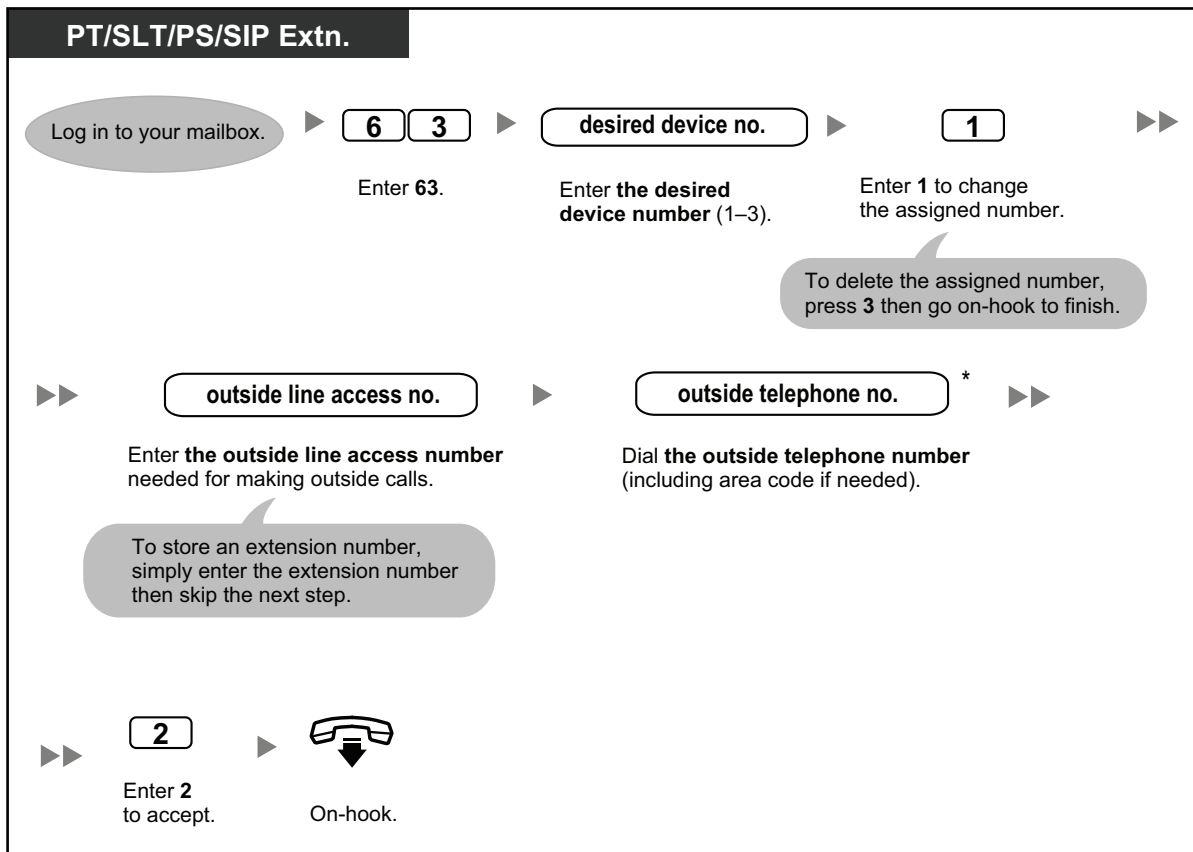 PT/SLT/PS/SIP Extn.
Log in to your mailbox.
6 3
Enter 63.
desired device no.
Enter the desired
device number (1–3).
1
Enter 1 to change
the assigned number.
To delete the assigned number,
press 3 then go on-hook to finish.
outside line access no.
Enter the outside line access number
needed for making outside calls.
To store an extension number,
simply enter the extension number
then skip the next step.
outside telephone no. *
Dial the outside telephone number
(including area code if needed).
2
Enter 2
to accept.
On-hook.